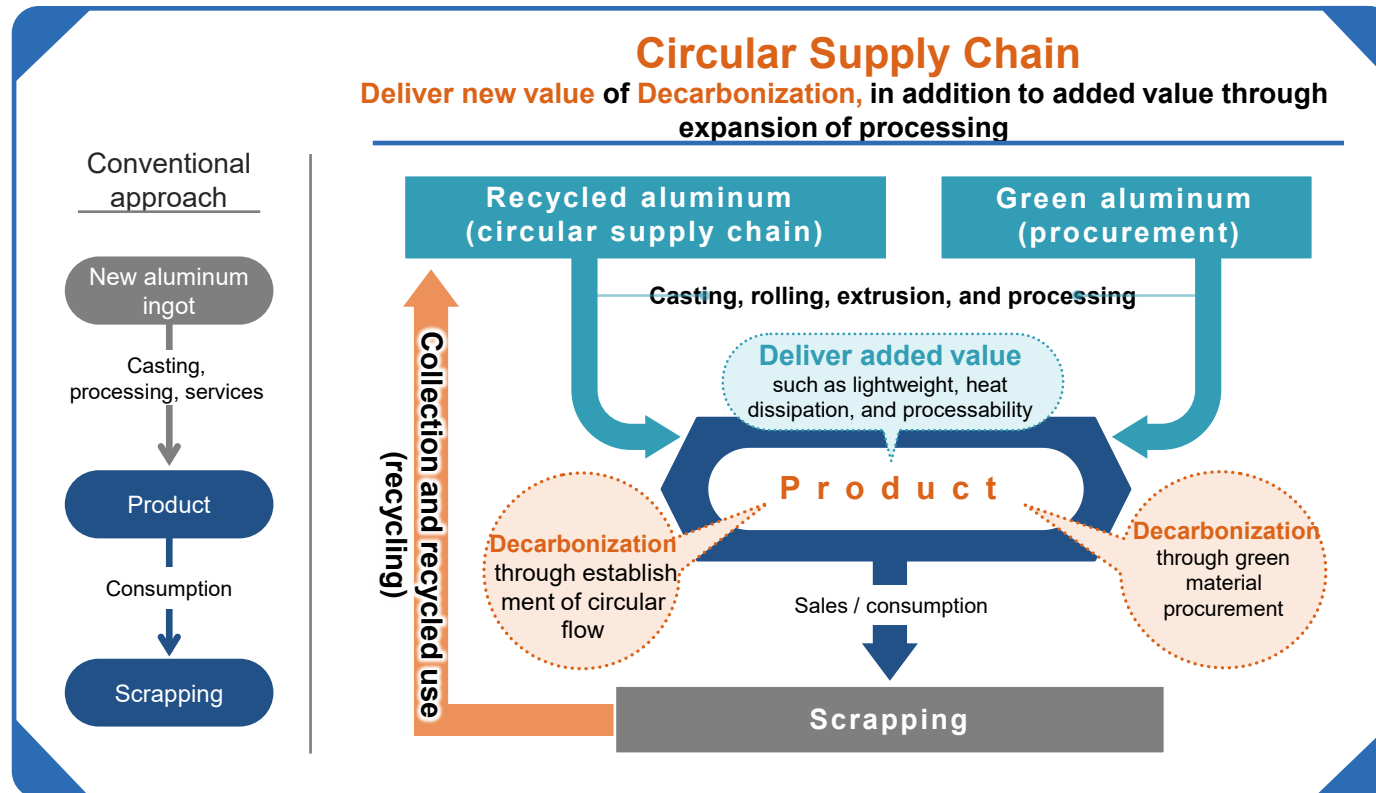 Circular Supply Chain
Deliver new value of Decarbonization, in addition to added value through
expansion of processing
Conventional
approach
New aluminum
ingot
Casting,
processing, services
Product
Consumption
Scrapping
Recycled aluminum
(circular supply chain)
Green aluminum
(procurement)
Casting, rolling, extrusion, and processing
Deliver added value
such as lightweight, heat
dissipation, and processability
Product
Decarbonization
through establish
ment of circular
flow
Decarbonization
through green
material
procurement
Sales / consumption
Scrapping
Collection and recycled use
(recycling)